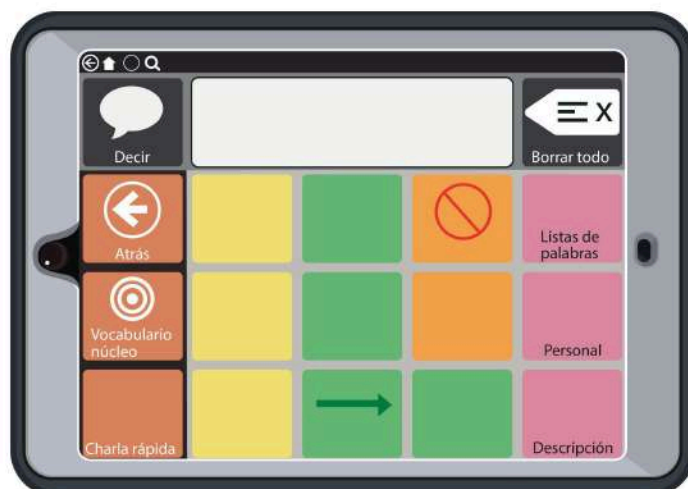 Decir
X
Borrar todo
Atrás
Listas de
palabras
Vocabulario
núcleo
Personal
Charla rápida
Descripción